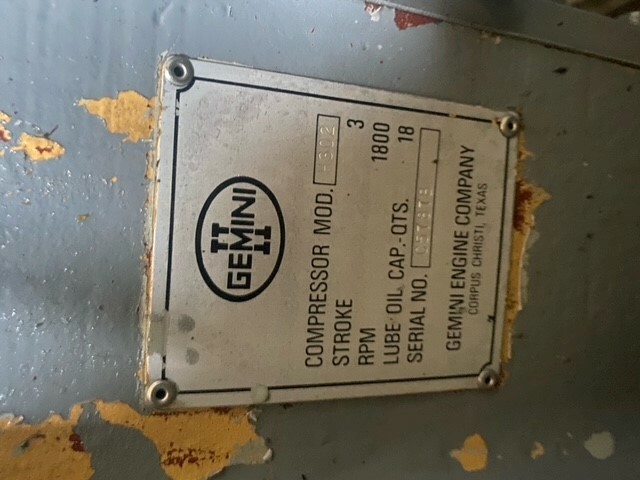 GEMINI
COMPRESSOR MOD. H302
STROKE 3
RPM 1800
LUBE OIL CAP.-QTS. 18
SERIAL NO.
GEMINI ENGINE COMPANY
CORPUS CHRISTI, TEXAS